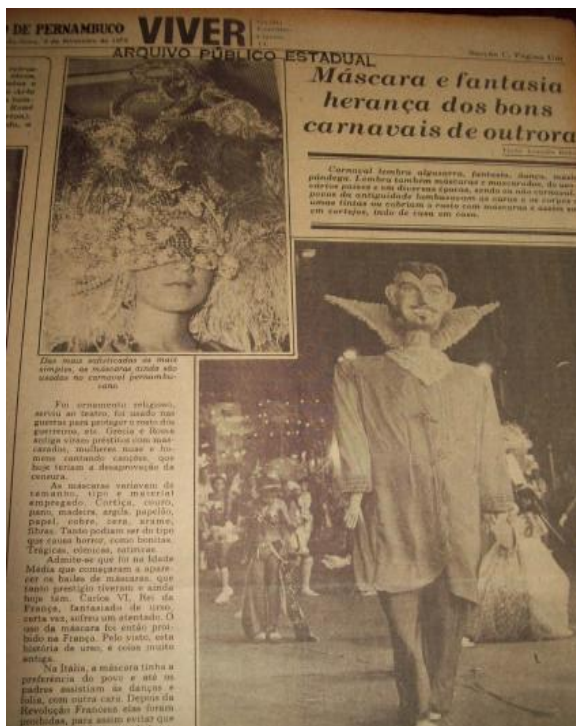 DE PERNAMBUCO
VIVER
ARQUIVO PÚBLICO ESTADUAL
Secção C, Página Um
Máscara e fantasia
herança dos bons
carnavais de outrora
Carnaval lembra algazarra, fantasia, dança,
pândega. Lembra também máscaras e mascarados,
vários países e em diversas épocas, sendo ou não carnaval.
povos da antiguidade lambuzavam as caras e os corpos
umas tintas ou cobriam o rosto com máscaras e assim
em cortejos, indo de casa em casa.
Das mais sofisticadas às mais
simples, as máscaras ainda são
usadas no carnaval pernambu-
cano
Foi ornamento religioso,
serviu ao teatro, foi usado nas
guerras para proteger o rosto dos
guerreiros, etc. Grécia e Roma
antiga viram préstitos com mas-
carados, mulheres nuas e ho-
mens cantando canções, que
hoje teriam a desaprovação da
censura.
As máscaras variavam de
tamanho, tipo e material
empregado. Cortiça, couro,
pano, madeira, argila, papelão,
papel, cobre, cera, arame,
fibras. Tanto podiam ser do tipo
que causa horror, como bonitas.
Trágicas, cômicas, satíricas.
Admite-se que foi na Idade
Média que começaram a apare-
cer os bailes de máscaras, que
tanto prestígio tiveram e ainda
hoje têm. Carlos VI, Rei da
França, fantasiado de urso,
certa vez, sofreu um atentado. O
uso da máscara foi então proi-
bido na França. Pelo visto, esta
história de urso, é coisa muito
antiga.
Na Itália, a máscara tinha a
preferência do povo e até os
padres assistiam às danças e
folia, com outra cara. Depois da
Revolução Francesa elas foram
proibidas, para assim evitar que